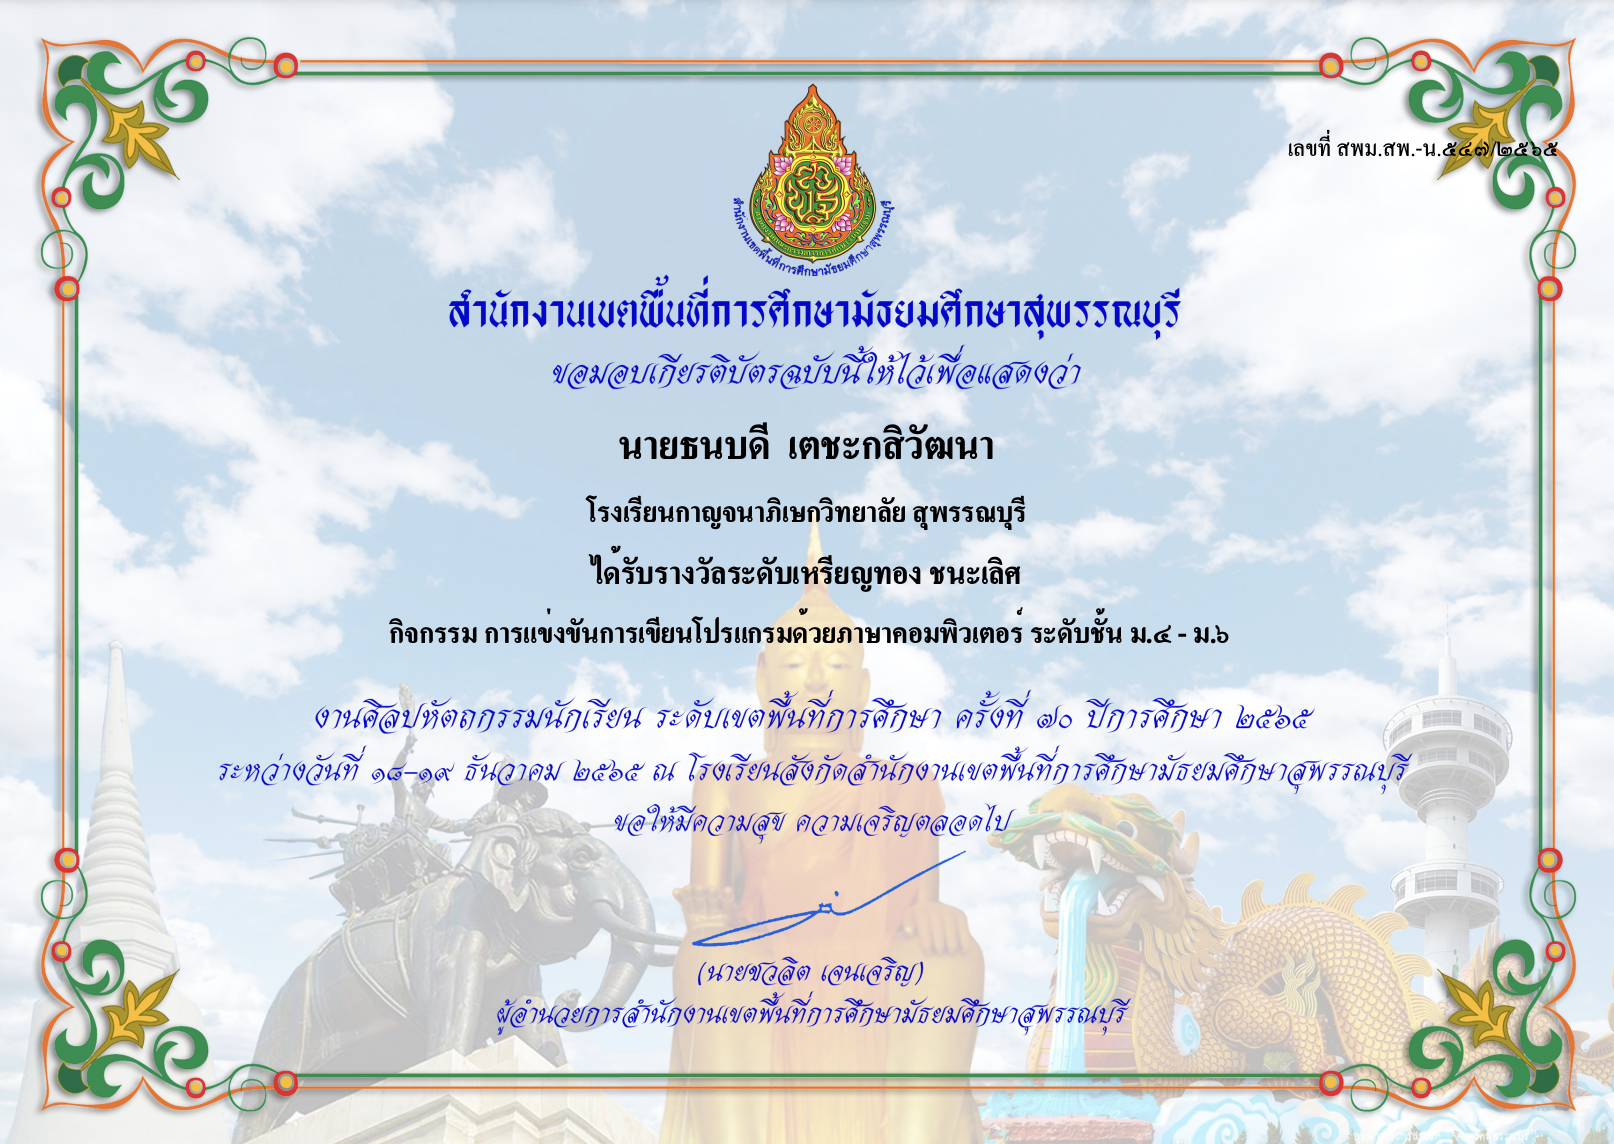 เลขที่ สพม.สพ.-น.๕๔๗/๒๕๖๕
สำนักงานเขตพื้นที่การศึกษามัธยมศึกษาสุพรรณบุรี
สำนักงานเขตพื้นที่การศึกษามัธยมศึกษาสุพรรณบุรี
ขอมอบเกียรติบัตรฉบับนี้ให้ไว้เพื่อแสดงว่า
นายธนบดี เตชะกสิวัฒนา
โรงเรียนกาญจนาภิเษกวิทยาลัย สุพรรณบุรี
ได้รับรางวัลระดับเหรียญทอง ชนะเลิศ
กิจกรรม การแข่งขันการเขียนโปรแกรมด้วยภาษาคอมพิวเตอร์ ระดับชั้น ม.๔ - ม.๖
งานศิลปหัตถกรรมนักเรียน ระดับเขตพื้นที่การศึกษา ครั้งที่ ๗๐ ปีการศึกษา ๒๕๖๕
ระหว่างวันที่ ๑๘-๑๙ ธันวาคม ๒๕๖๕ ณ โรงเรียนสังกัดสำนักงานเขตพื้นที่การศึกษามัธยมศึกษาสุพรรณบุรี
ขอให้มีความสุข ความเจริญตลอดไป
(นายชวลิต เจนเจริญ)
ผู้อำนวยการสำนักงานเขตพื้นที่การศึกษามัธยมศึกษาสุพรรณบุรี